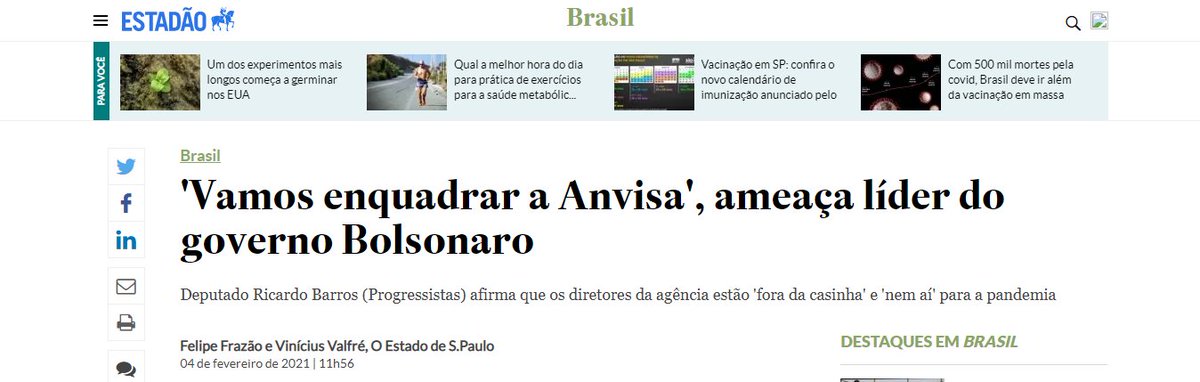 ESTADÃO
Brasil
PARA VOCÊ
Um dos experimentos mais
longos começa a germinar
nos EUA
Qual a melhor hora do dia
para prática de exercícios
para a saúde metabólic...
Vacinação em SP: confira o
novo calendário de
imunização anunciado pelo
Com 500 mil mortes pela
covid, Brasil deve ir além
da vacinação em massa
Brasil
'Vamos enquadrar a Anvisa', ameaça líder do
governo Bolsonaro
Deputado Ricardo Barros (Progressistas) afirma que os diretores da agência estão 'fora da casinha' e 'nem aí' para a pandemia
Felipe Frazão e Vinícius Valfré, O Estado de S.Paulo
04 de fevereiro de 2021 | 11h56
DESTAQUES EM BRASIL